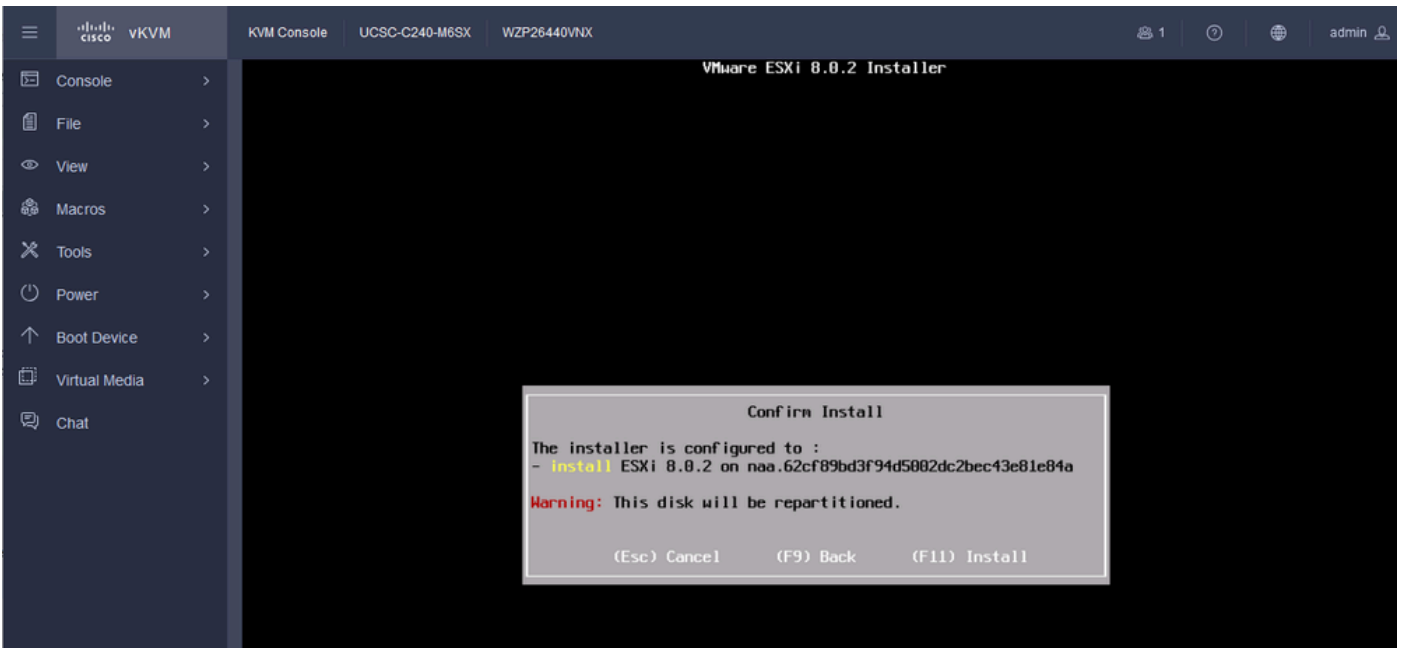 cisco vKVM KVM Console UCSC-C240-M6SX WZP26440VNX 1 admin
Console
File
View
Macros
Tools
Power
Boot Device
Virtual Media
Chat
VMware ESXi 8.0.2 Installer
Confirm Install
The installer is configured to :
- install ESXi 8.0.2 on naa.62cf89bd3f94d5002dc2bec43e81e84a
Warning: This disk will be repartitioned.
(Esc) Cancel (F9) Back (F11) Install